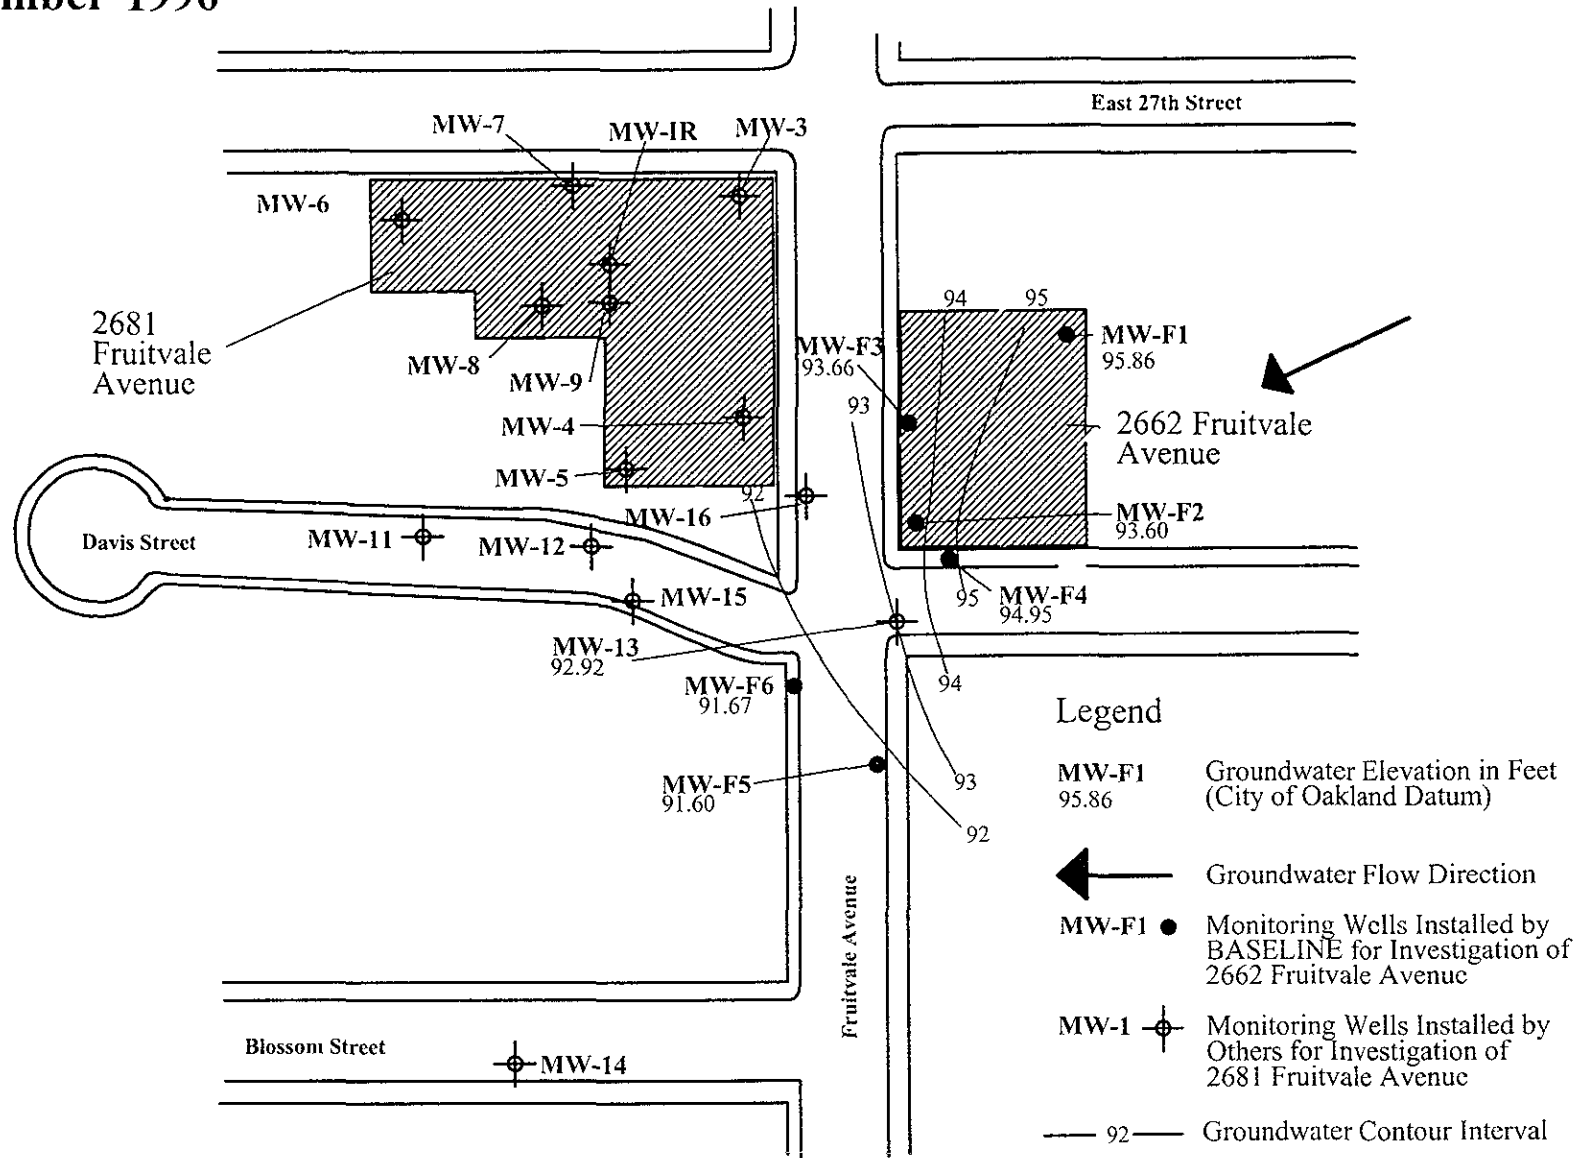 1996
East 27th Street
MW-7
MW-IR
MW-3
MW-6
2681
Fruitvale
Avenue
MW-8
MW-9
MW-4
MW-5
MW-F3
93.66
94
95
MW-F1
95.86
93
2662 Fruitvale
Avenue
92
MW-16
MW-F2
93.60
Davis Street
MW-11
MW-12
MW-15
95
MW-F4
94.95
MW-13
92.92
MW-F6
91.67
94
MW-F5
91.60
93
92
Fruitvale Avenue
Blossom Street
MW-14
Legend
MW-F1
95.86
Groundwater Elevation in Feet
(City of Oakland Datum)
Groundwater Flow Direction
MW-F1
Monitoring Wells Installed by
BASELINE for Investigation of
2662 Fruitvale Avenue
MW-1
Monitoring Wells Installed by
Others for Investigation of
2681 Fruitvale Avenue
92
Groundwater Contour Interval